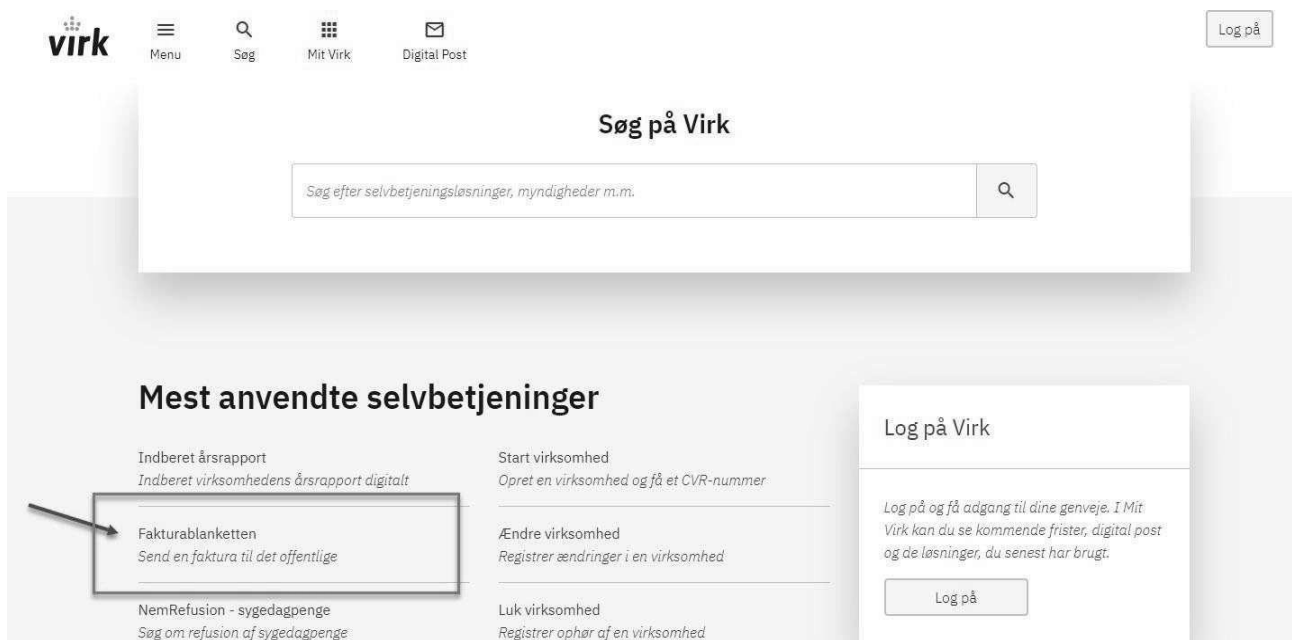 virk
Menu
Søg
Mit Virk
Digital Post
Log på
Søg på Virk
Søg efter selvbetjeningsløsninger, myndigheder m.m.
Mest anvendte selvbetjeninger
Indberet årsrapport
Indberet virksomhedens årsrapport digitalt
Fakturablanketten
Send en faktura til det offentlige
NemRefusion - sygedagpenge
Søg om refusion af sygedagpenge
Start virksomhed
Opret en virksomhed og få et CVR-nummer
Ændre virksomhed
Registrer ændringer i en virksomhed
Luk virksomhed
Registrer ophør af en virksomhed
Log på Virk
Log på og få adgang til dine genveje. I Mit
Virk kan du se kommende frister, digital post
og de løsninger, du senest har brugt.
Log på